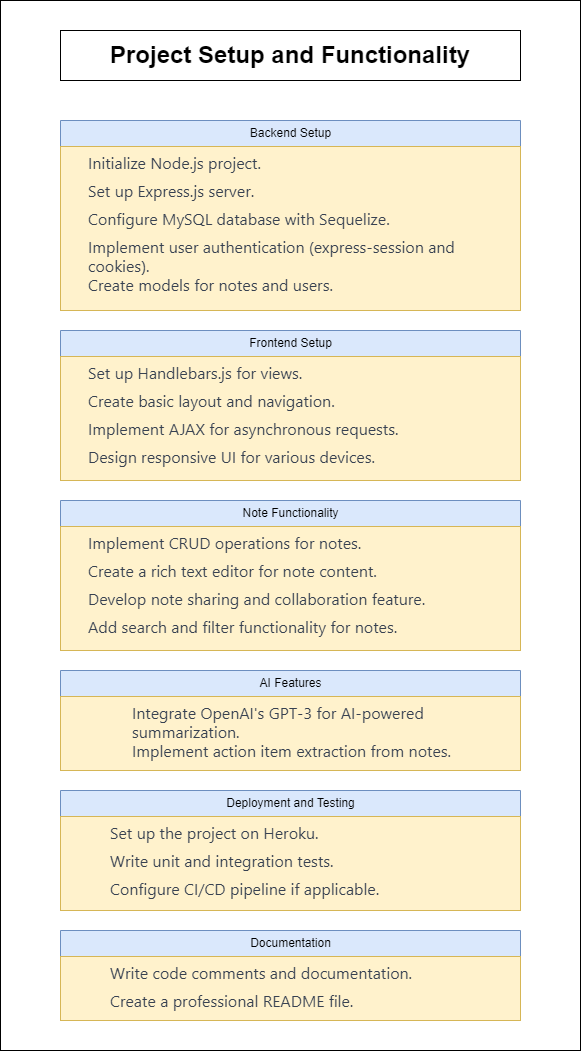 Project Setup and Functionality
Backend Setup
Initialize Node.js project.
Set up Express.js server.
Configure MySQL database with Sequelize.
Implement user authentication (express-session and
cookies).
Create models for notes and users.
Frontend Setup
Set up Handlebars.js for views.
Create basic layout and navigation.
Implement AJAX for asynchronous requests.
Design responsive UI for various devices.
Note Functionality
Implement CRUD operations for notes.
Create a rich text editor for note content.
Develop note sharing and collaboration feature.
Add search and filter functionality for notes.
AI Features
Integrate OpenAI's GPT-3 for AI-powered
summarization.
Implement action item extraction from notes.
Deployment and Testing
Set up the project on Heroku.
Write unit and integration tests.
Configure CI/CD pipeline if applicable.
Documentation
Write code comments and documentation.
Create a professional README file.